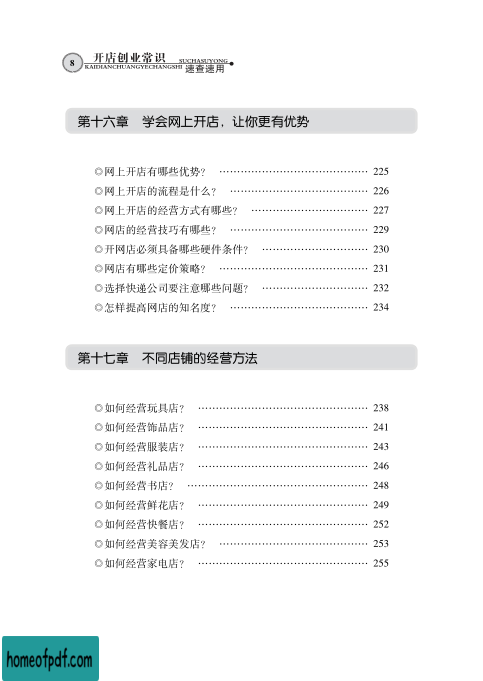 8
开店创业常识 SUCHASUYONG
KAIDIANCHUANGYECHANGSHI 速查速用
第十六章 学会网上开店，让你更有优势
◎网上开店有哪些优势？ ……………………………………… 225
◎网上开店的流程是什么？ …………………………………… 226
◎网上开店的经营方式有哪些？ ……………………………… 227
◎网店的经营技巧有哪些？ …………………………………… 229
◎开网店必须具备哪些硬件条件？ …………………………… 230
◎网店有哪些定价策略？ ……………………………………… 231
◎选择快递公司要注意哪些问题？ …………………………… 232
◎怎样提高网店的知名度？ …………………………………… 234
第十七章 不同店铺的经营方法
◎如何经营玩具店？ …………………………………………… 238
◎如何经营饰品店？ …………………………………………… 241
◎如何经营服装店？ …………………………………………… 243
◎如何经营礼品店？ …………………………………………… 246
◎如何经营书店？ ……………………………………………… 248
◎如何经营鲜花店？ …………………………………………… 249
◎如何经营快餐店？ …………………………………………… 252
◎如何经营美容美发店？ ……………………………………… 253
◎如何经营家电店？ …………………………………………… 255
homeofpdf.com